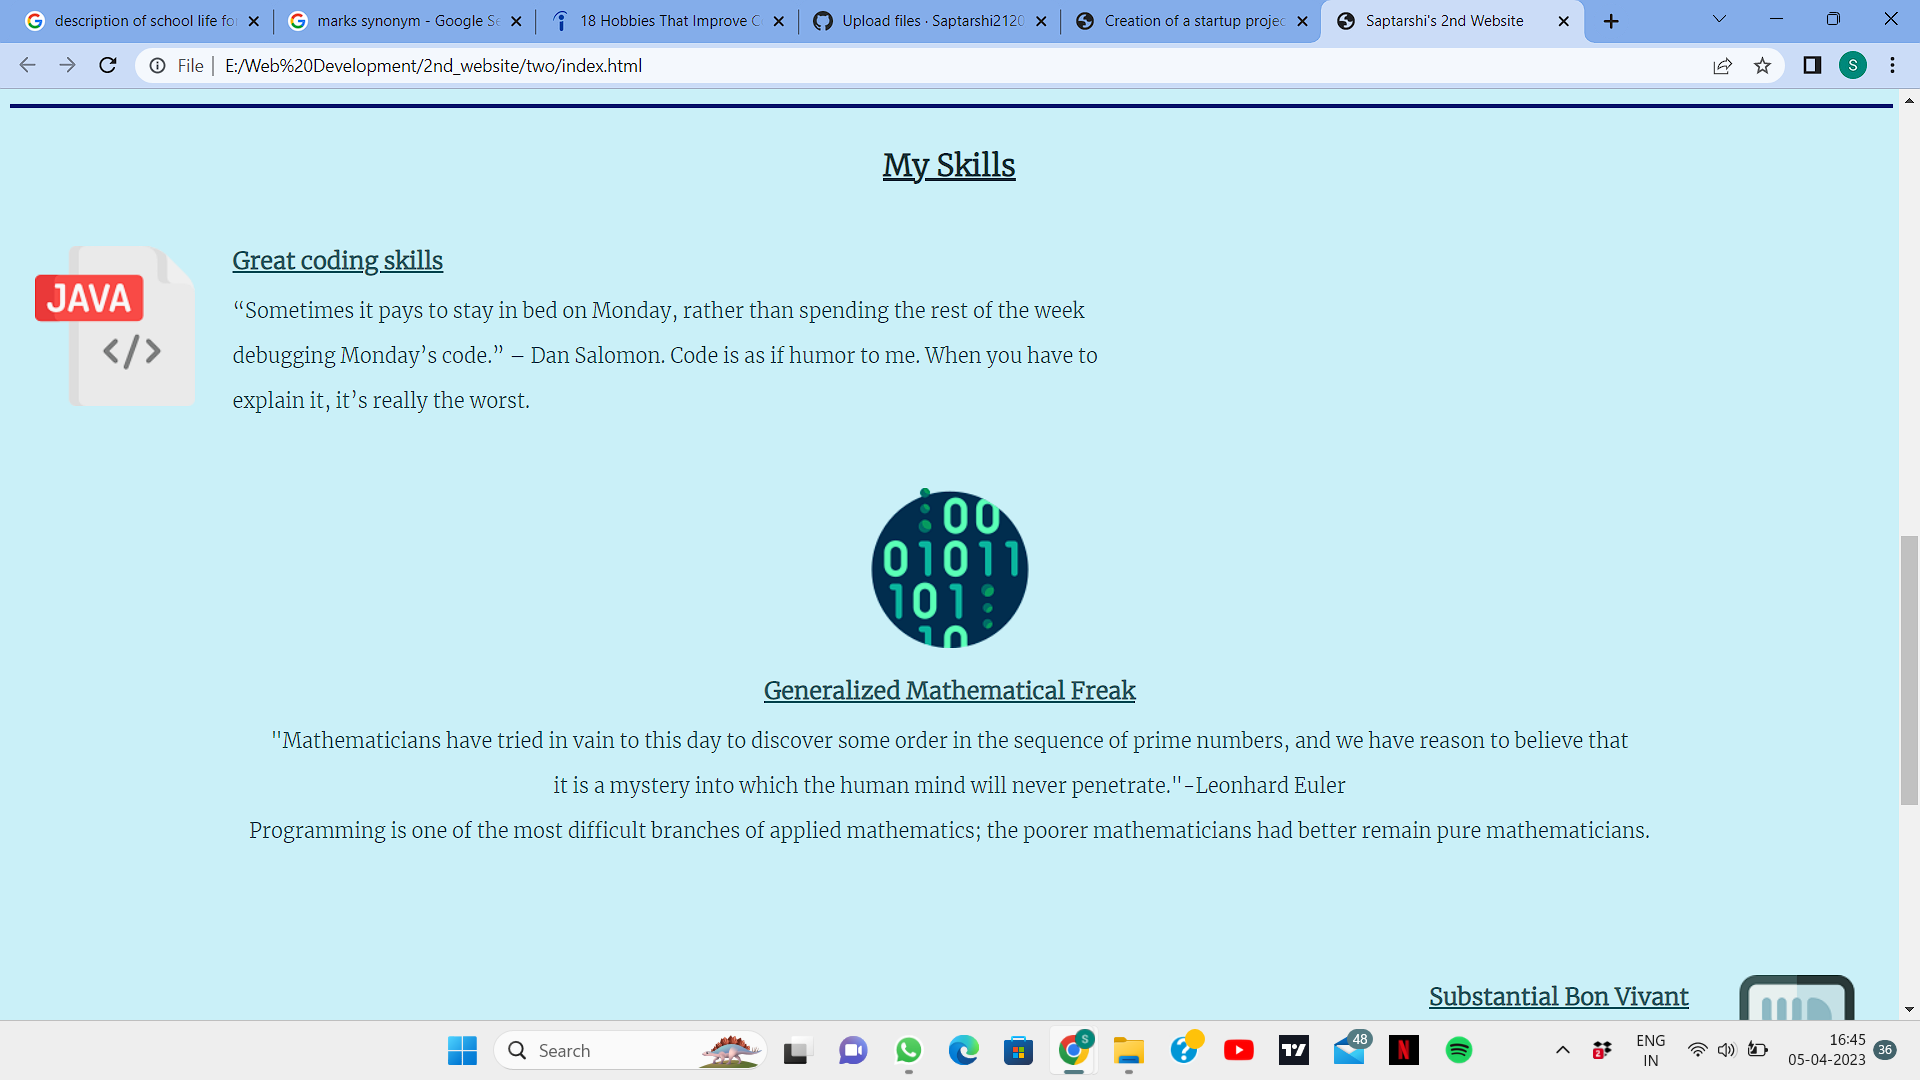 description of school life fo
marks synonym - Google Se
18 Hobbies That Improve C
Upload files · Saptarshi2120
Creation of a startup projec
Saptarshi's 2nd Website
File
E:/Web%20Development/2nd_website/two/index.html
S
My Skills
JAVA
</>
Great coding skills
“Sometimes it pays to stay in bed on Monday, rather than spending the rest of the week
debugging Monday’s code.” – Dan Salomon. Code is as if humor to me. When you have to
explain it, it’s really the worst.
00
01011
101
10
Generalized Mathematical Freak
"Mathematicians have tried in vain to this day to discover some order in the sequence of prime numbers, and we have reason to believe that
it is a mystery into which the human mind will never penetrate."-Leonhard Euler
Programming is one of the most difficult branches of applied mathematics; the poorer mathematicians had better remain pure mathematicians.
Substantial Bon Vivant
Search
S
48
N
2
ENG
IN
16:45
05-04-2023
36